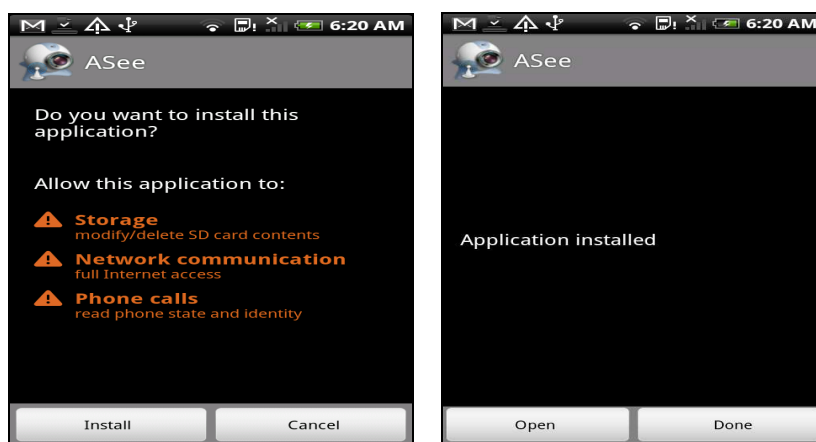 6:20 AM
ASee
Do you want to install this
application?
Allow this application to:
Storage
modify/delete SD card contents
Network communication
full Internet access
Phone calls
read phone state and identity
Install
Cancel
6:20 AM
ASee
Application installed
Open
Done